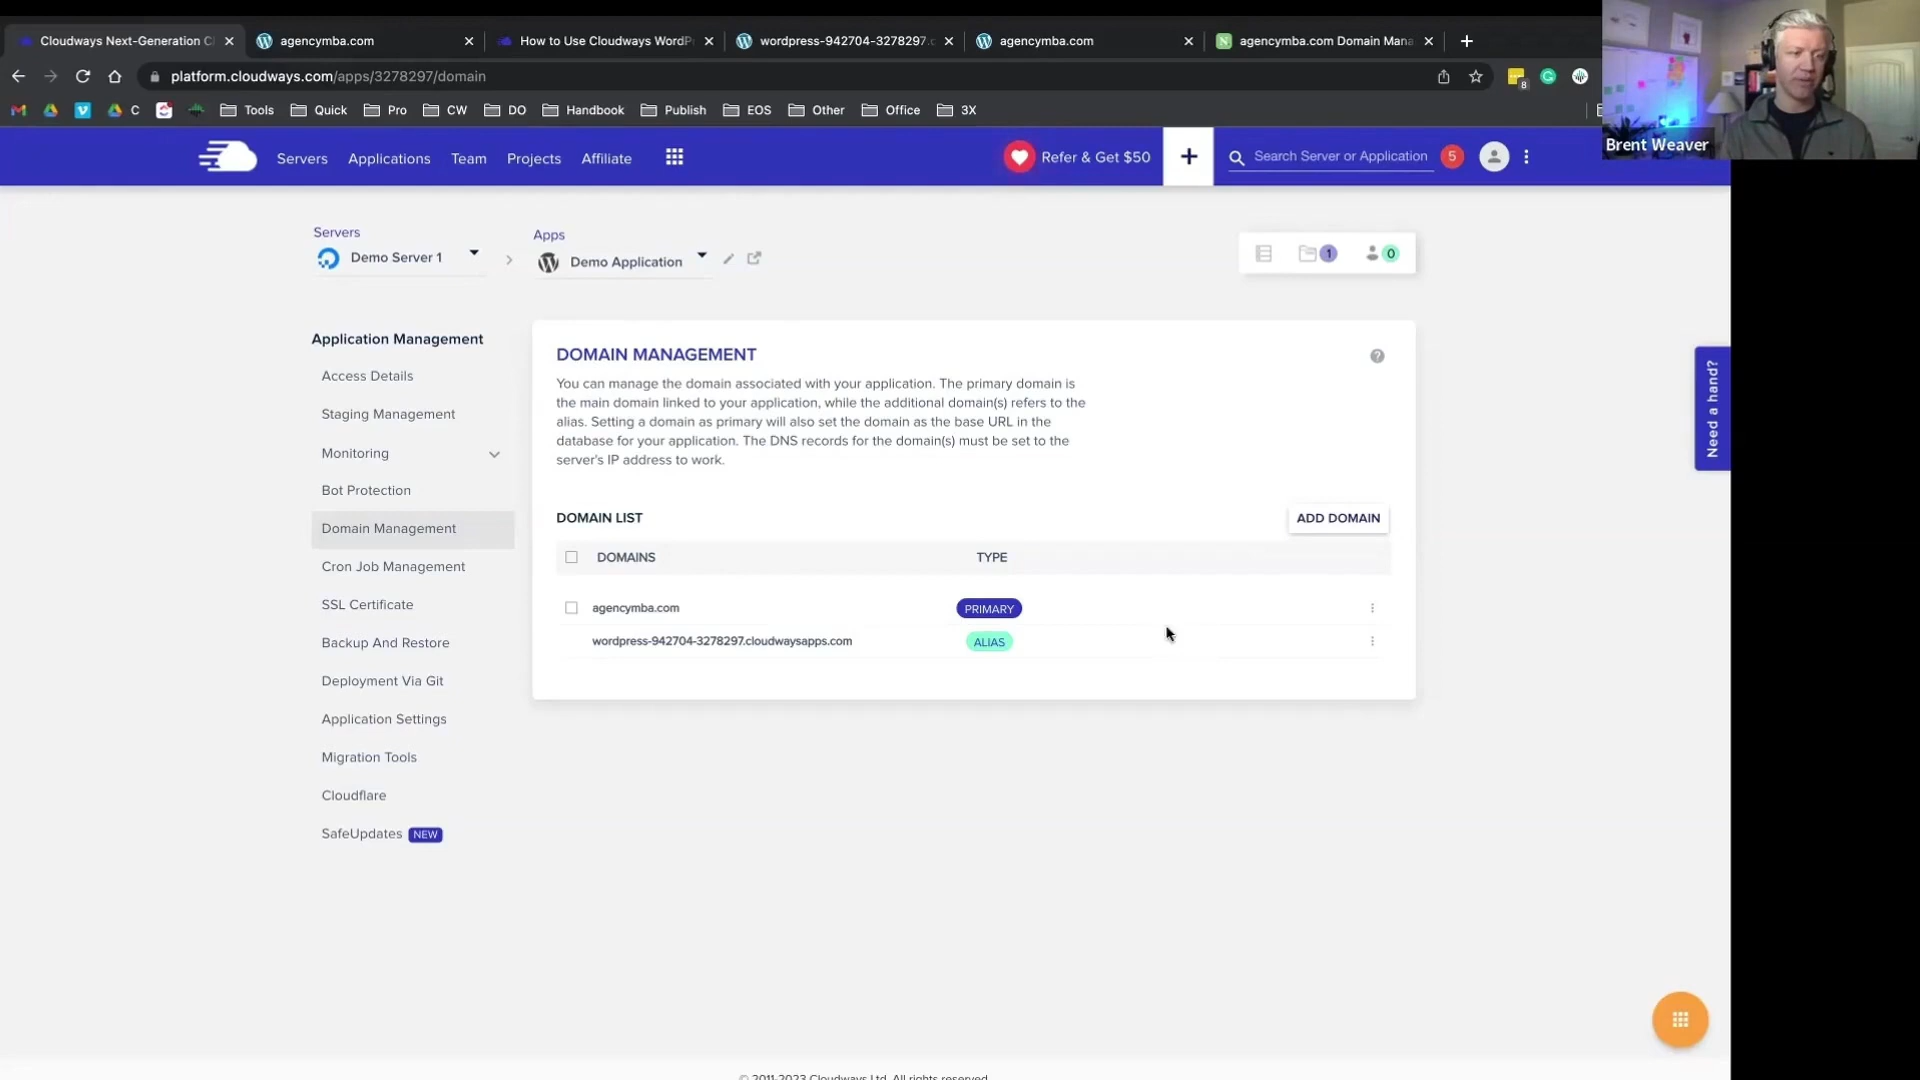 Cloudways Next-Generation C
agencymba.com
How to Use Cloudways WordP
wordpress-942704-3278297.c
agencymba.com
agencymba.com Domain Mana
platform.cloudways.com/apps/3278297/domain
8
C
Tools
Quick
Pro
CW
DO
Handbook
Publish
EOS
Other
Office
3X
Brent Weaver
Servers
Applications
Team
Projects
Affiliate
Refer & Get $50
Search Server or Application
5
Servers
Demo Server 1
Apps
Demo Application
1
0
Application Management
Access Details
Staging Management
Monitoring
Bot Protection
Domain Management
Cron Job Management
SSL Certificate
Backup And Restore
Deployment Via Git
Application Settings
Migration Tools
Cloudflare
SafeUpdates NEW
DOMAIN MANAGEMENT
You can manage the domain associated with your application. The primary domain is
the main domain linked to your application, while the additional domain(s) refers to the
alias. Setting a domain as primary will also set the domain as the base URL in the
database for your application. The DNS records for the domain(s) must be set to the
server's IP address to work.
DOMAIN LIST
ADD DOMAIN
DOMAINS
TYPE
agencymba.com
PRIMARY
wordpress-942704-3278297.cloudwaysapps.com
ALIAS
Need a hand?
© 2011-2023 Cloudways Ltd. All rights reserved